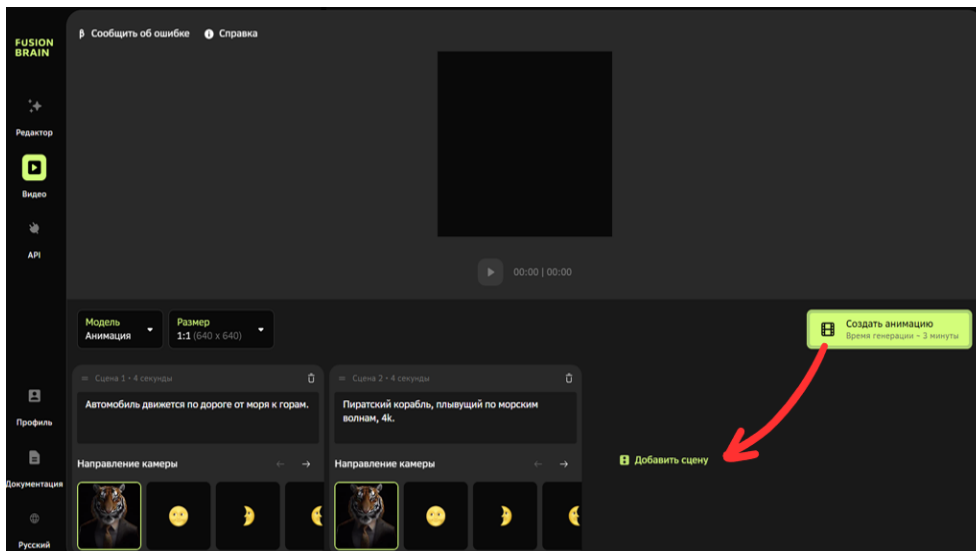 FUSION
BRAIN
β Сообщить об ошибке
Справка
Редактор
Видео
API
00:00 | 00:00
Модель
Анимация
Размер
1:1 (640 x 640)
Создать анимацию
Время генерации ~ 3 минуты
Сцена 1 • 4 секунды
Автомобиль движется по дороге от моря к горам.
Направление камеры
Сцена 2 • 4 секунды
Пиратский корабль, плывущий по морским
волнам, 4k.
Направление камеры
Добавить сцену
Профиль
Документация
Русский